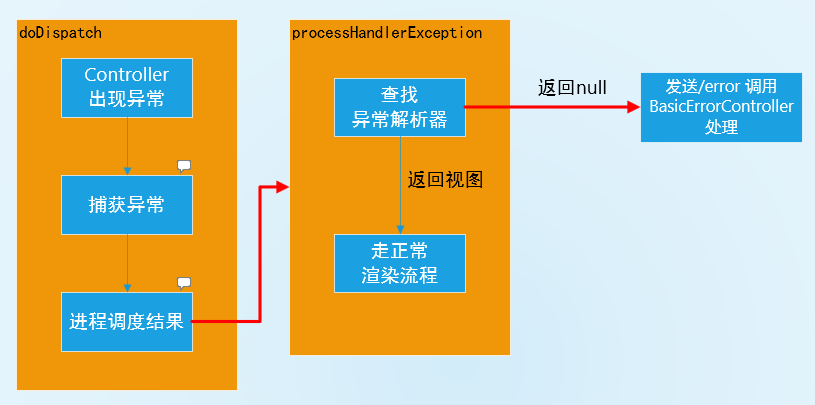 doDispatch
Controller
出现异常
捕获异常
进程调度结果
processHandlerException
查找
异常解析器
返回视图
走正常
渲染流程
返回null
发送/error 调用
BasicErrorController
处理